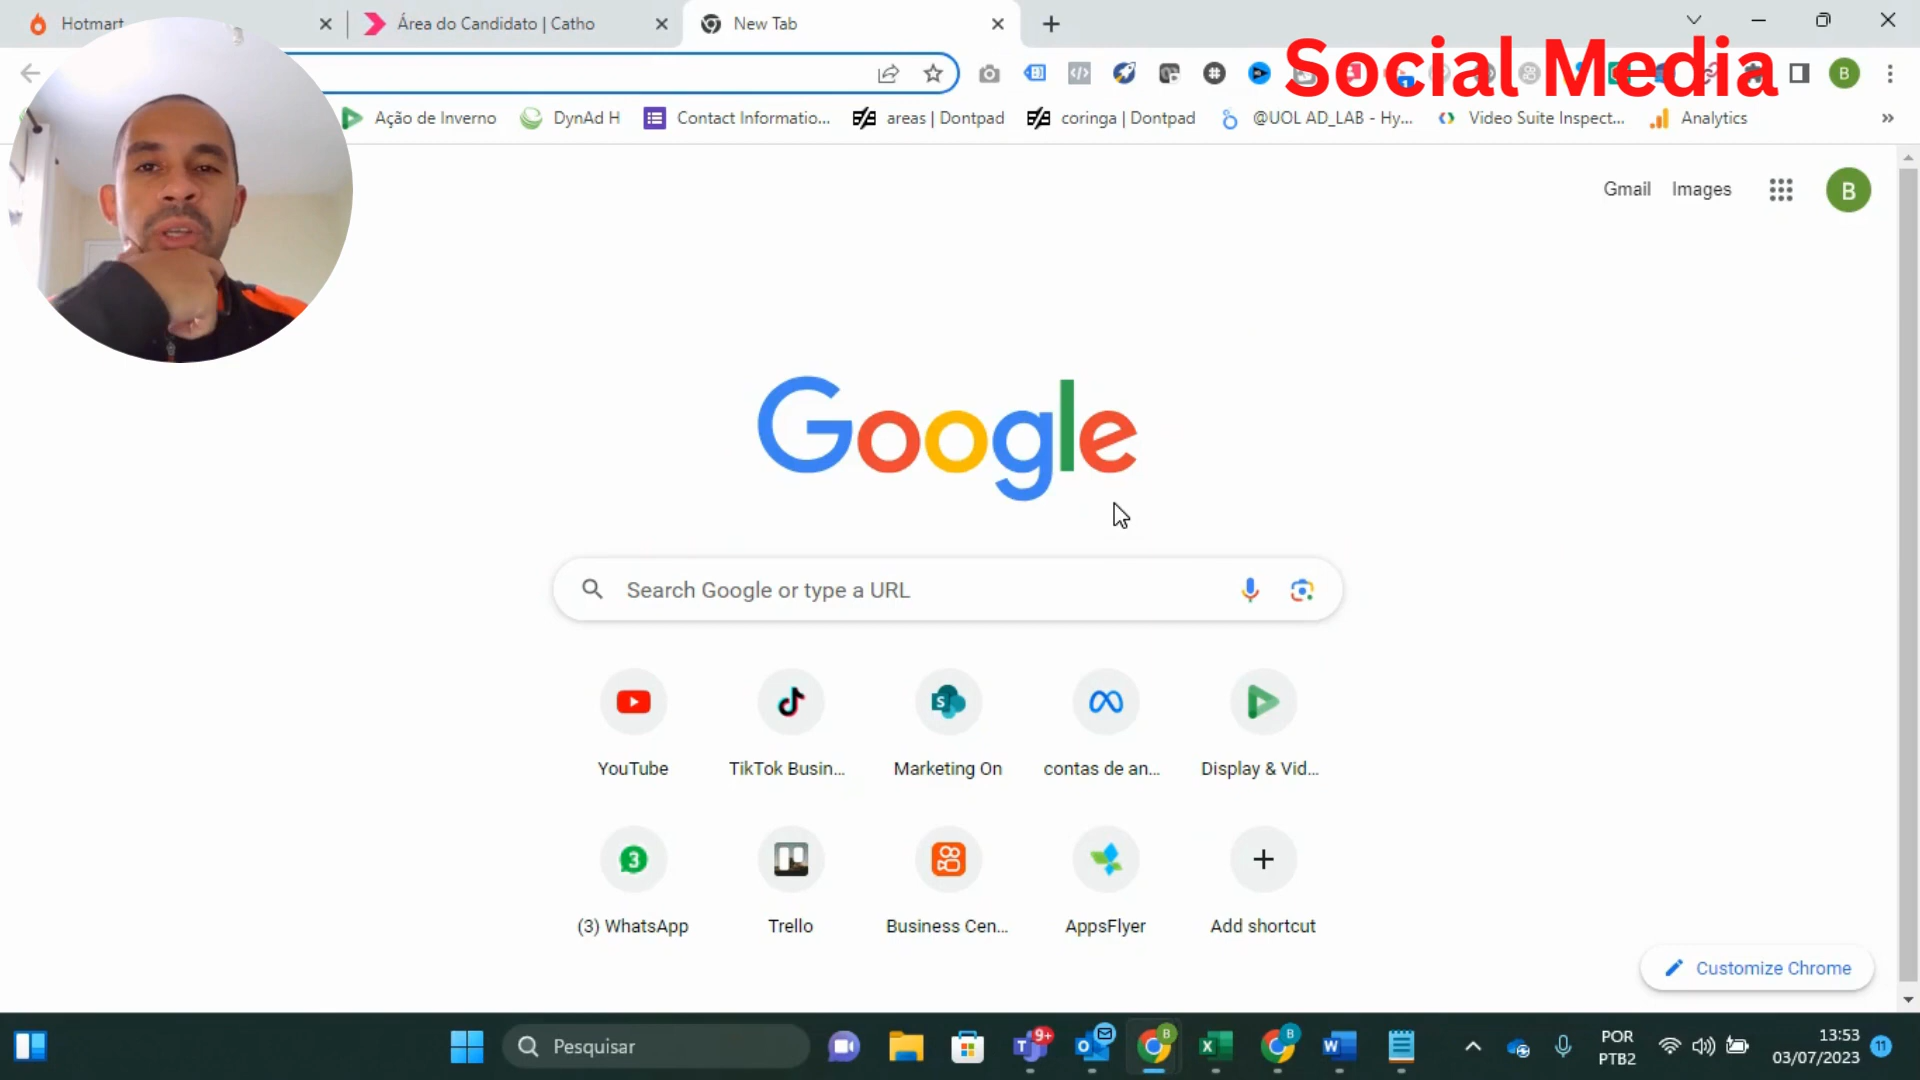 Hotmart
Área do Candidato | Catho
New Tab
Social Media
B
Ação de Inverno
DynAd H
Contact Informatio...
areas | Dontpad
coringa | Dontpad
@UOL AD_LAB - Hy...
Video Suite Inspect...
Analytics
Gmail
Images
B
Google
Search Google or type a URL
YouTube
TikTok Busin...
Marketing On
contas de an...
Display & Vid...
3
(3) WhatsApp
Trello
Business Cen...
AppsFlyer
Add shortcut
Customize Chrome
Pesquisar
9+
POR
PTB2
13:53
03/07/2023
11